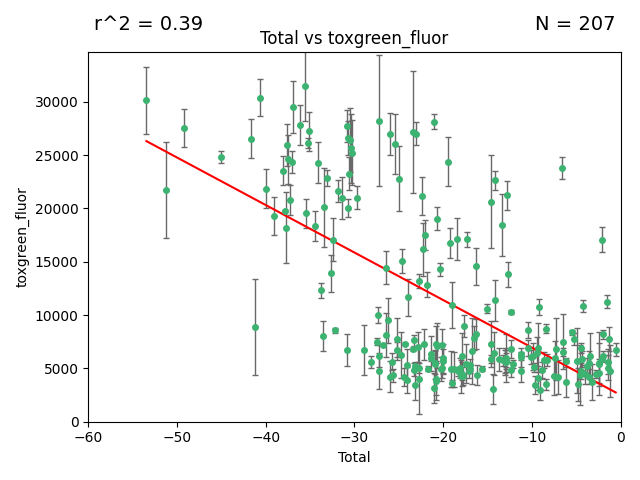 r^2 = 0.39
N = 207
Total vs toxgreen_fluor
toxgreen_fluor
30000
25000
20000
15000
10000
5000
0
−60
−50
−40
−30
−20
−10
0
Total